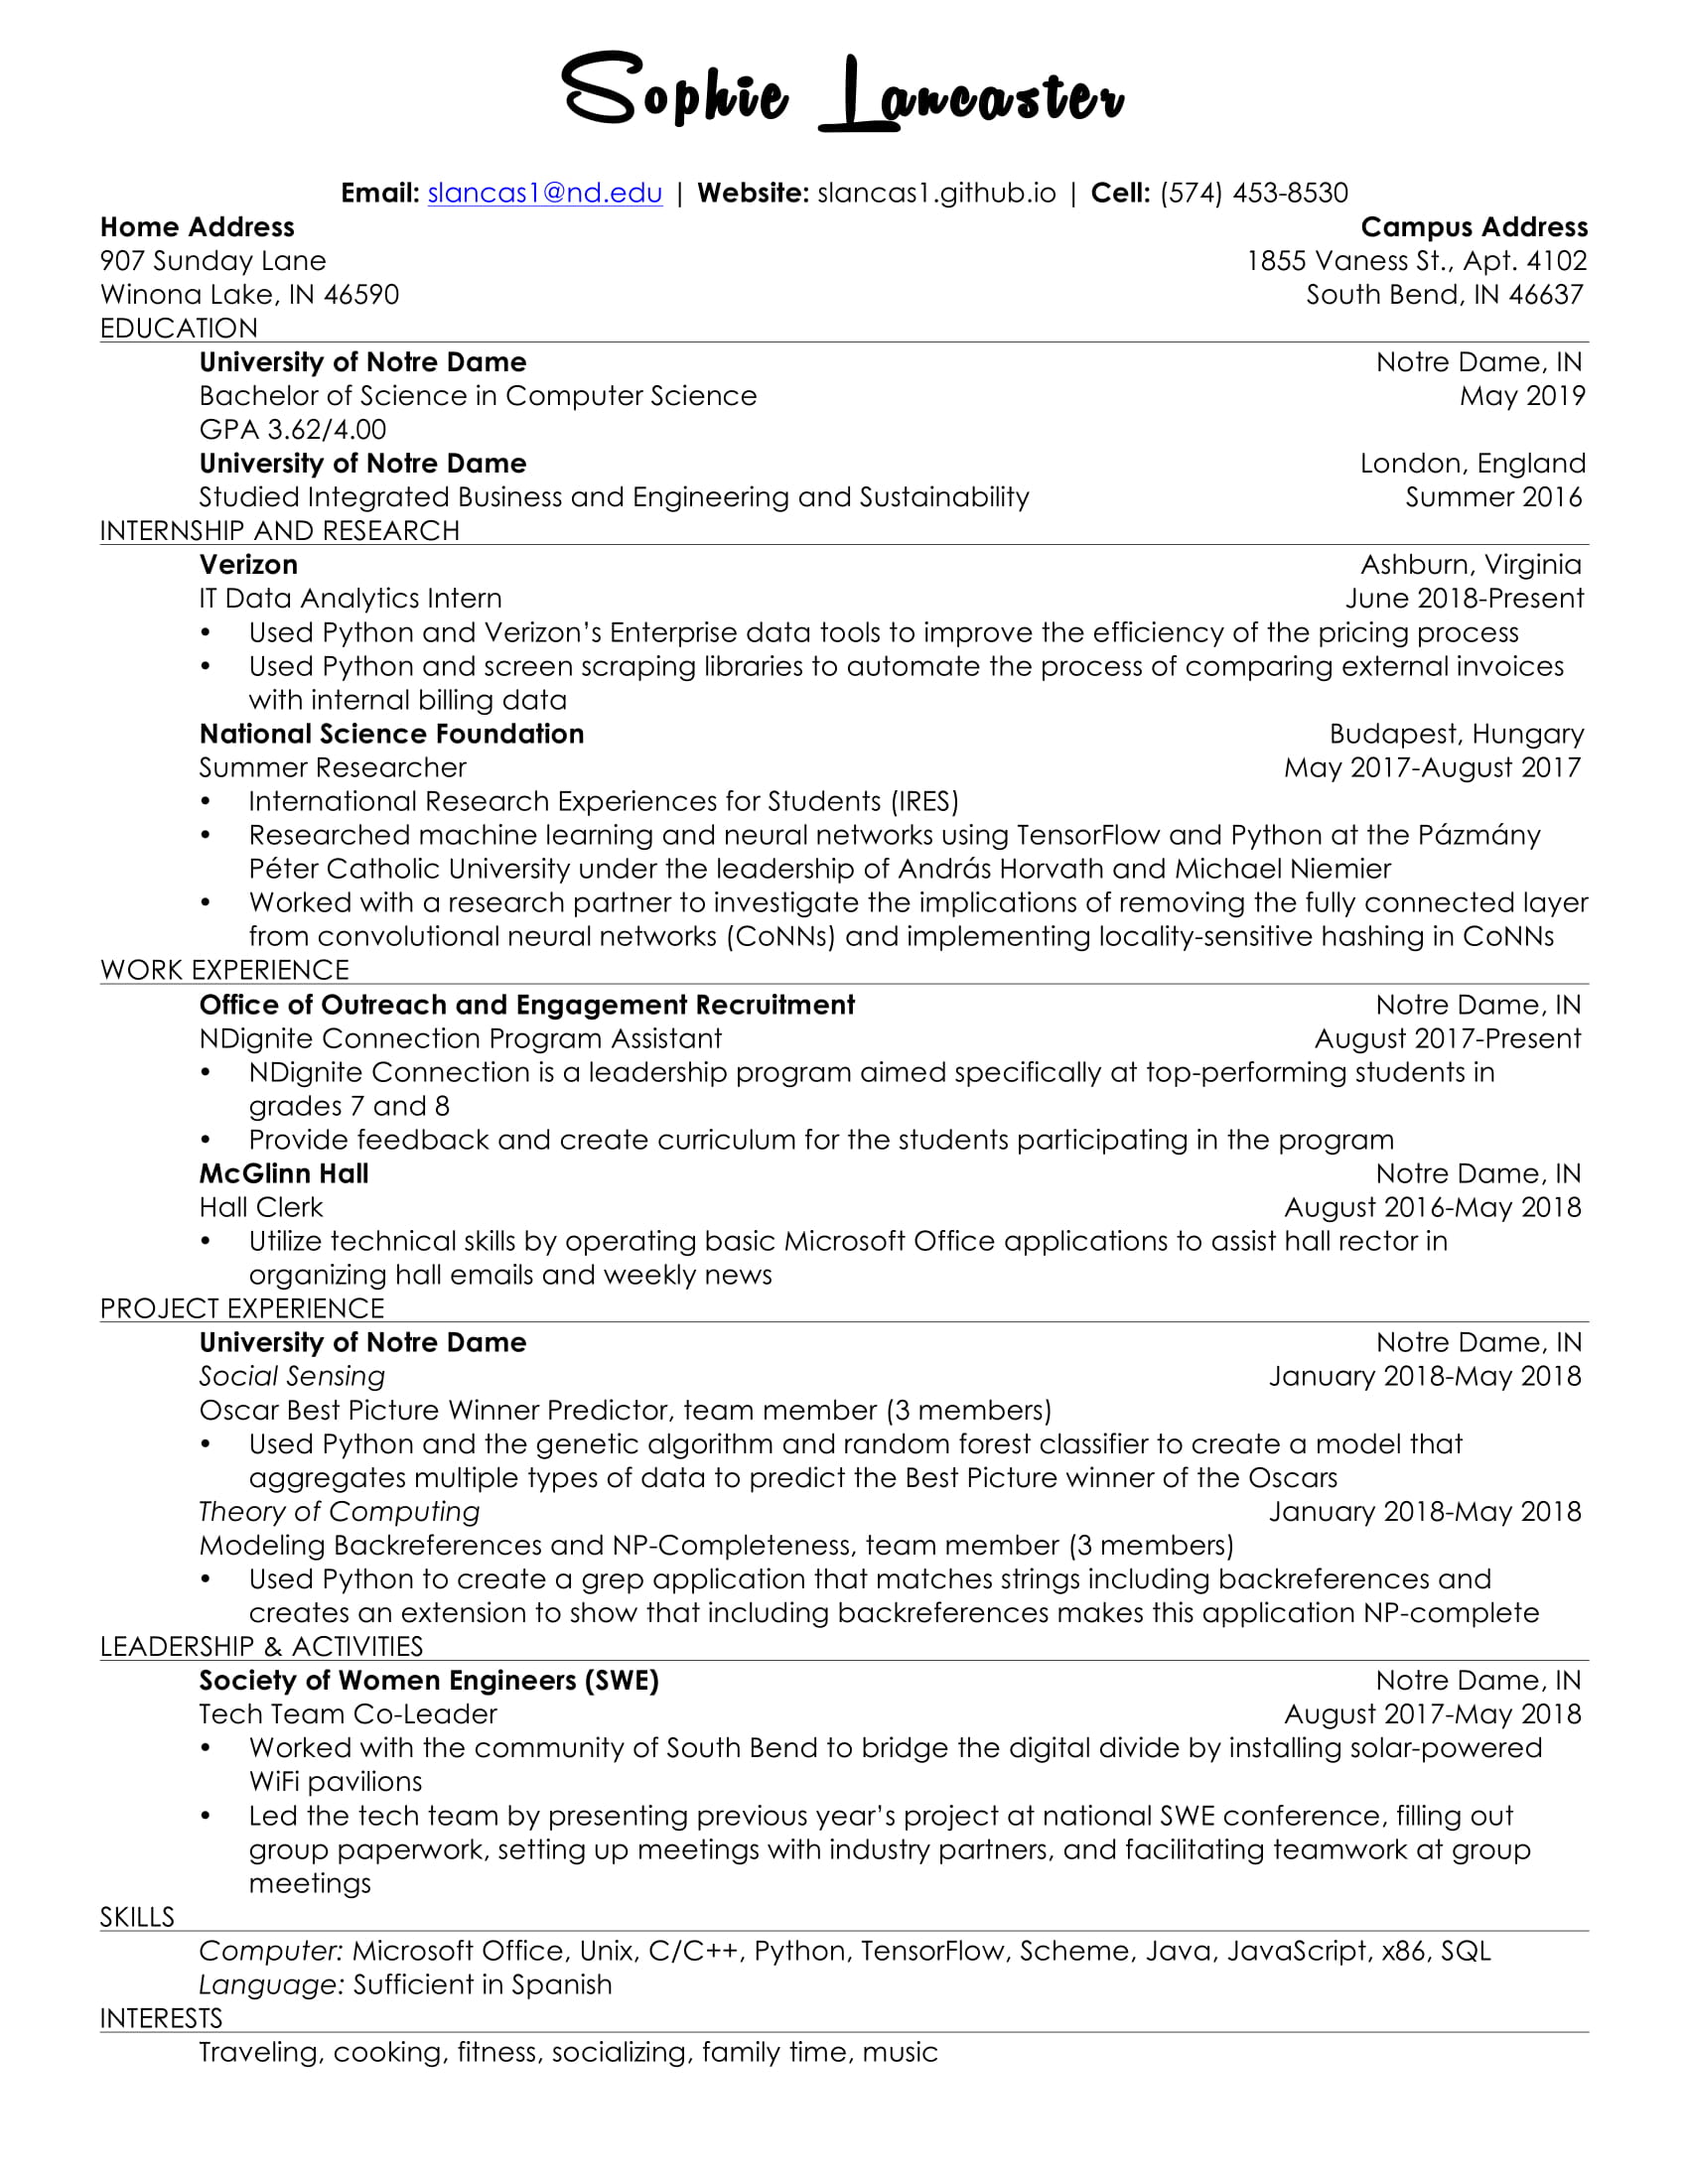 Sophie Lancaster
Email: slancas1@nd.edu | Website: slancas1.github.io | Cell: (574) 453-8530
Home Address Campus Address
907 Sunday Lane 1855 Vaness St., Apt. 4102
Winona Lake, IN 46590 South Bend, IN 46637
EDUCATION
University of Notre Dame Notre Dame, IN
Bachelor of Science in Computer Science May 2019
GPA 3.62/4.00
University of Notre Dame London, England
Studied Integrated Business and Engineering and Sustainability Summer 2016
INTERNSHIP AND RESEARCH
Verizon Ashburn, Virginia
IT Data Analytics Intern June 2018-Present
• Used Python and Verizon’s Enterprise data tools to improve the efficiency of the pricing process
• Used Python and screen scraping libraries to automate the process of comparing external invoices
with internal billing data
National Science Foundation Budapest, Hungary
Summer Researcher May 2017-August 2017
• International Research Experiences for Students (IRES)
• Researched machine learning and neural networks using TensorFlow and Python at the Pázmány
Péter Catholic University under the leadership of András Horvath and Michael Niemier
• Worked with a research partner to investigate the implications of removing the fully connected layer
from convolutional neural networks (CoNNs) and implementing locality-sensitive hashing in CoNNs
WORK EXPERIENCE
Office of Outreach and Engagement Recruitment Notre Dame, IN
NDignite Connection Program Assistant August 2017-Present
• NDignite Connection is a leadership program aimed specifically at top-performing students in
grades 7 and 8
• Provide feedback and create curriculum for the students participating in the program
McGlinn Hall Notre Dame, IN
Hall Clerk August 2016-May 2018
• Utilize technical skills by operating basic Microsoft Office applications to assist hall rector in
organizing hall emails and weekly news
PROJECT EXPERIENCE
University of Notre Dame Notre Dame, IN
Social Sensing January 2018-May 2018
Oscar Best Picture Winner Predictor, team member (3 members)
• Used Python and the genetic algorithm and random forest classifier to create a model that
aggregates multiple types of data to predict the Best Picture winner of the Oscars
Theory of Computing January 2018-May 2018
Modeling Backreferences and NP-Completeness, team member (3 members)
• Used Python to create a grep application that matches strings including backreferences and
creates an extension to show that including backreferences makes this application NP-complete
LEADERSHIP & ACTIVITIES
Society of Women Engineers (SWE) Notre Dame, IN
Tech Team Co-Leader August 2017-May 2018
• Worked with the community of South Bend to bridge the digital divide by installing solar-powered
WiFi pavilions
• Led the tech team by presenting previous year’s project at national SWE conference, filling out
group paperwork, setting up meetings with industry partners, and facilitating teamwork at group
meetings
SKILLS
Computer: Microsoft Office, Unix, C/C++, Python, TensorFlow, Scheme, Java, JavaScript, x86, SQL
Language: Sufficient in Spanish
INTERESTS
Traveling, cooking, fitness, socializing, family time, music